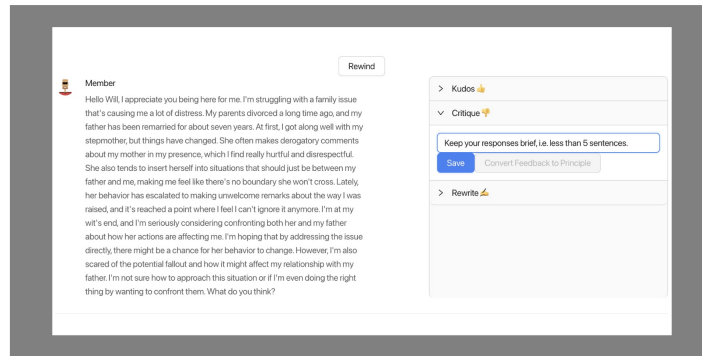 Rewind
Member
Hello Will, I appreciate you being here for me. I'm struggling with a family issue
that's causing me a lot of distress. My parents divorced a long time ago, and my
father has been remarried for about seven years. At first, I got along well with my
stepmother, but things have changed. She often makes derogatory comments
about my mother in my presence, which I find really hurtful and disrespectful.
She also tends to insert herself into situations that should just be between my
father and me, making me feel like there's no boundary she won't cross. Lately,
her behavior has escalated to making unwelcome remarks about the way I was
raised, and it's reached a point where I feel I can't ignore it anymore. I'm at my
wit's end, and I'm seriously considering confronting both her and my father
about how her actions are affecting me. I'm hoping that by addressing the issue
directly, there might be a chance for her behavior to change. However, I'm also
scared of the potential fallout and how it might affect my relationship with my
father. I'm not sure how to approach this situation or if I'm even doing the right
thing by wanting to confront them. What do you think?
Kudos 👍
Critique 👎
Keep your responses brief, i.e. less than 5 sentences.
Save
Convert Feedback to Principle
Rewrite ✍️